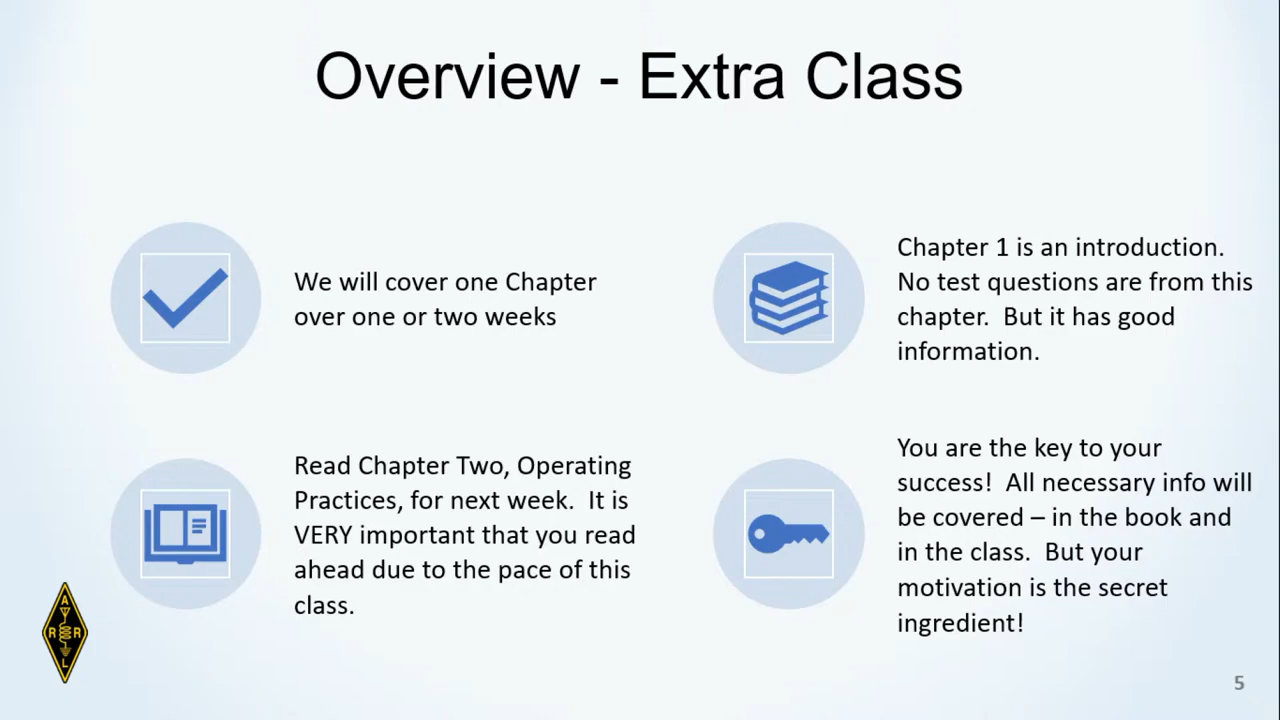 Overview - Extra Class
We will cover one Chapter
over one or two weeks
Chapter 1 is an introduction.
No test questions are from this
chapter.  But it has good
information.
Read Chapter Two, Operating
Practices, for next week.  It is
VERY important that you read
ahead due to the pace of this
class.
You are the key to your
success!  All necessary info will
be covered – in the book and
in the class.  But your
motivation is the secret
ingredient!
A
R R
L
5